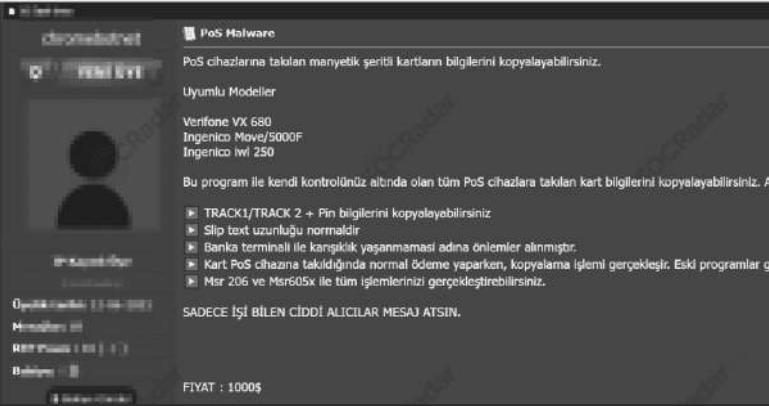 PoS Malware
PoS cihazlarına takılan manyetik şeritli kartların bilgilerini kopyalayabilirsiniz.
Uyumlu Modeller
Verifone VX 680
Ingenico Move/5000F
Ingenico iwl 250
Bu program ile kendi kontrolünüz altında olan tüm PoS cihazlara takılan kart bilgilerini kopyalayabilirsiniz. A
TRACK1/TRACK 2 + Pin bilgilerini kopyalayabilirsiniz
Slip text uzunluğu normaldir
Banka terminali ile karışıklık yaşanmaması adına önlemler alınmıştır.
Kart PoS cihazına takıldığında normal ödeme yaparken, kopyalama işlemi gerçekleşir. Eski programlar g
Msr 206 ve Msr605x ile tüm işlemlerinizi gerçekleştirebilirsiniz.
SADECE İŞİ BİLEN CİDDİ ALICILAR MESAJ ATSIN.
FIYAT : 1000$
SOCRadar